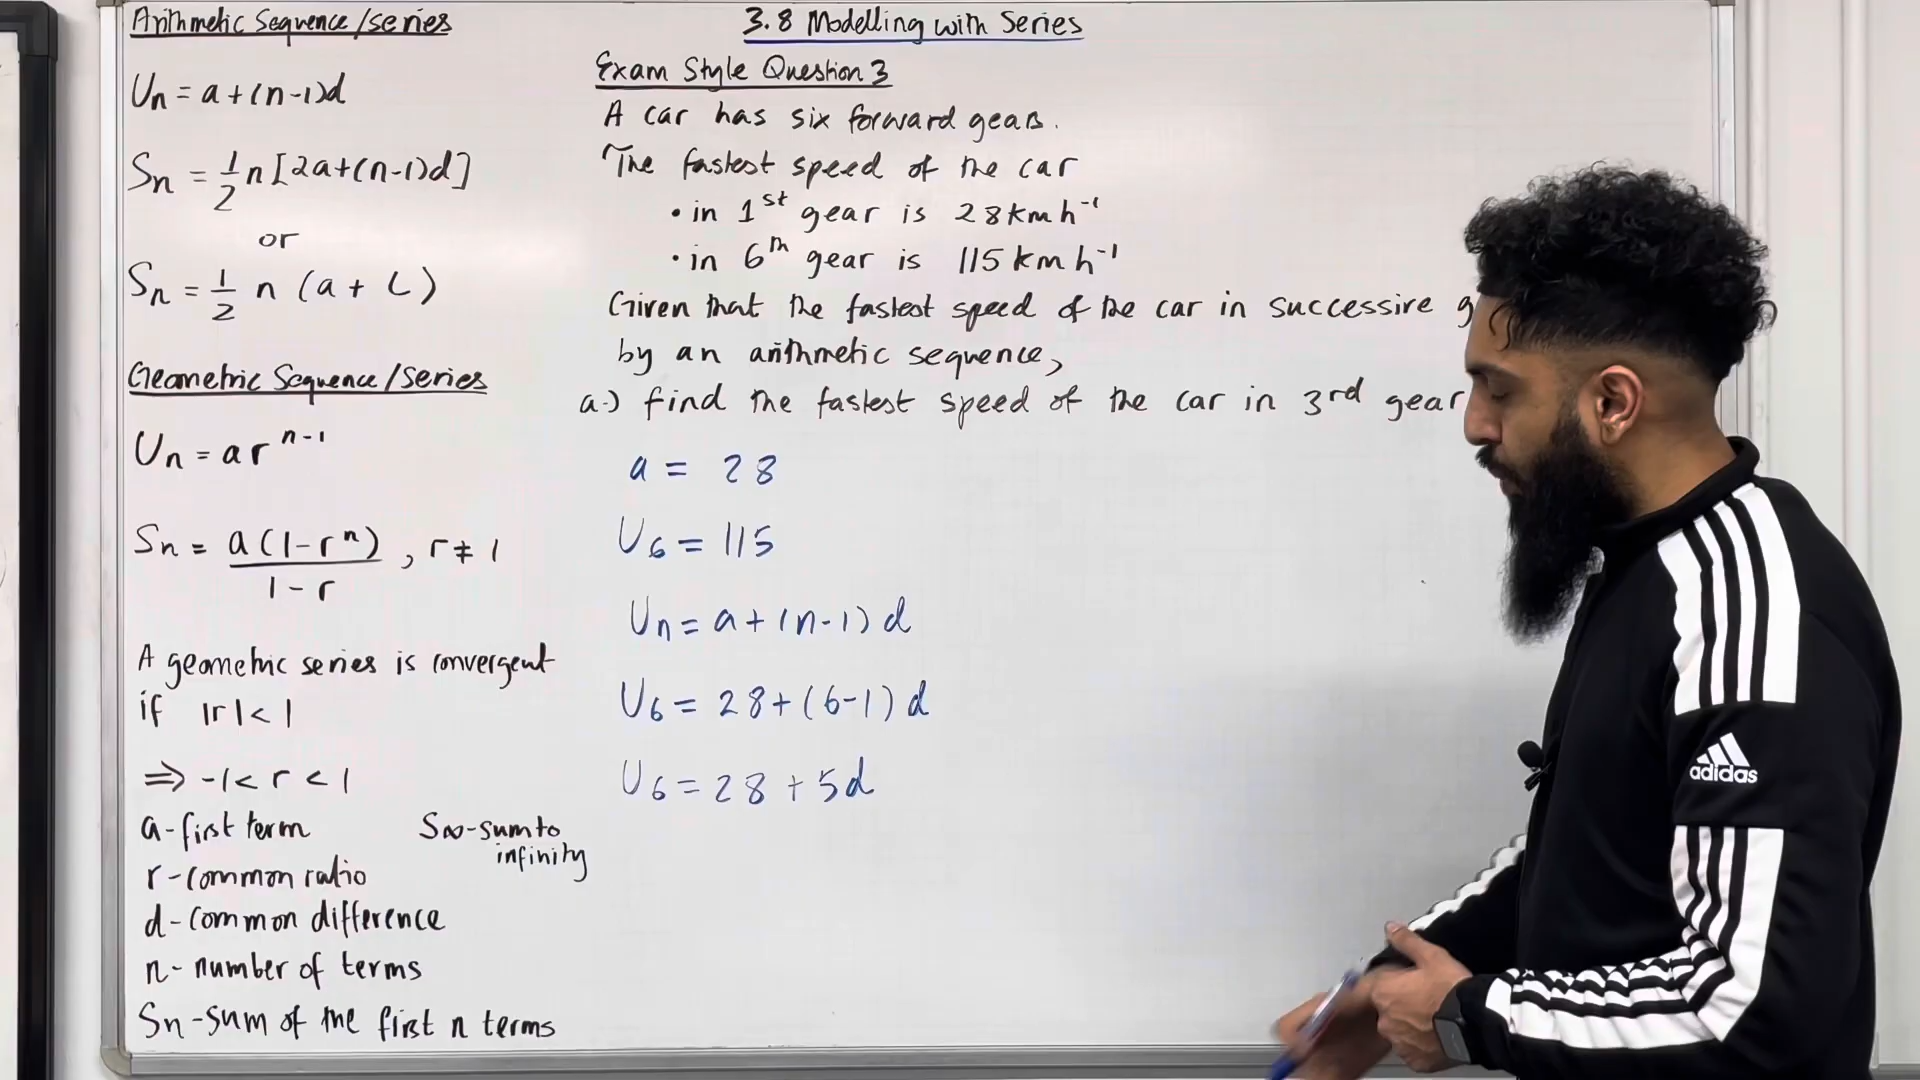 Arithmetic Sequence/series
Un = a+(n-1)d
Sn = 1/2 n[2a+(n-1)d]
or
Sn = 1/2 n (a + L)
Geometric Sequence/series
Un = ar^n-1
Sn = a(1-r^n)/1-r , r ≠ 1
A geometric series is convergent
if |r| < 1
⇒ -1 < r < 1
a - first term
r - common ratio
d - common difference
n - number of terms
Sn - sum of the first n terms
S∞ - sum to
infinity
3.8 Modelling with Series
Exam Style Question 3
A car has six forward gears.
The fastest speed of the car
• in 1st gear is 28 km h^-1
• in 6th gear is 115 km h^-1
Given that the fastest speed of the car in successive
by an arithmetic sequence,
a.) find the fastest speed of the car in 3rd gear
a = 28
U6 = 115
Un = a+(n-1)d
U6 = 28+(6-1)d
U6 = 28 + 5d
adidas